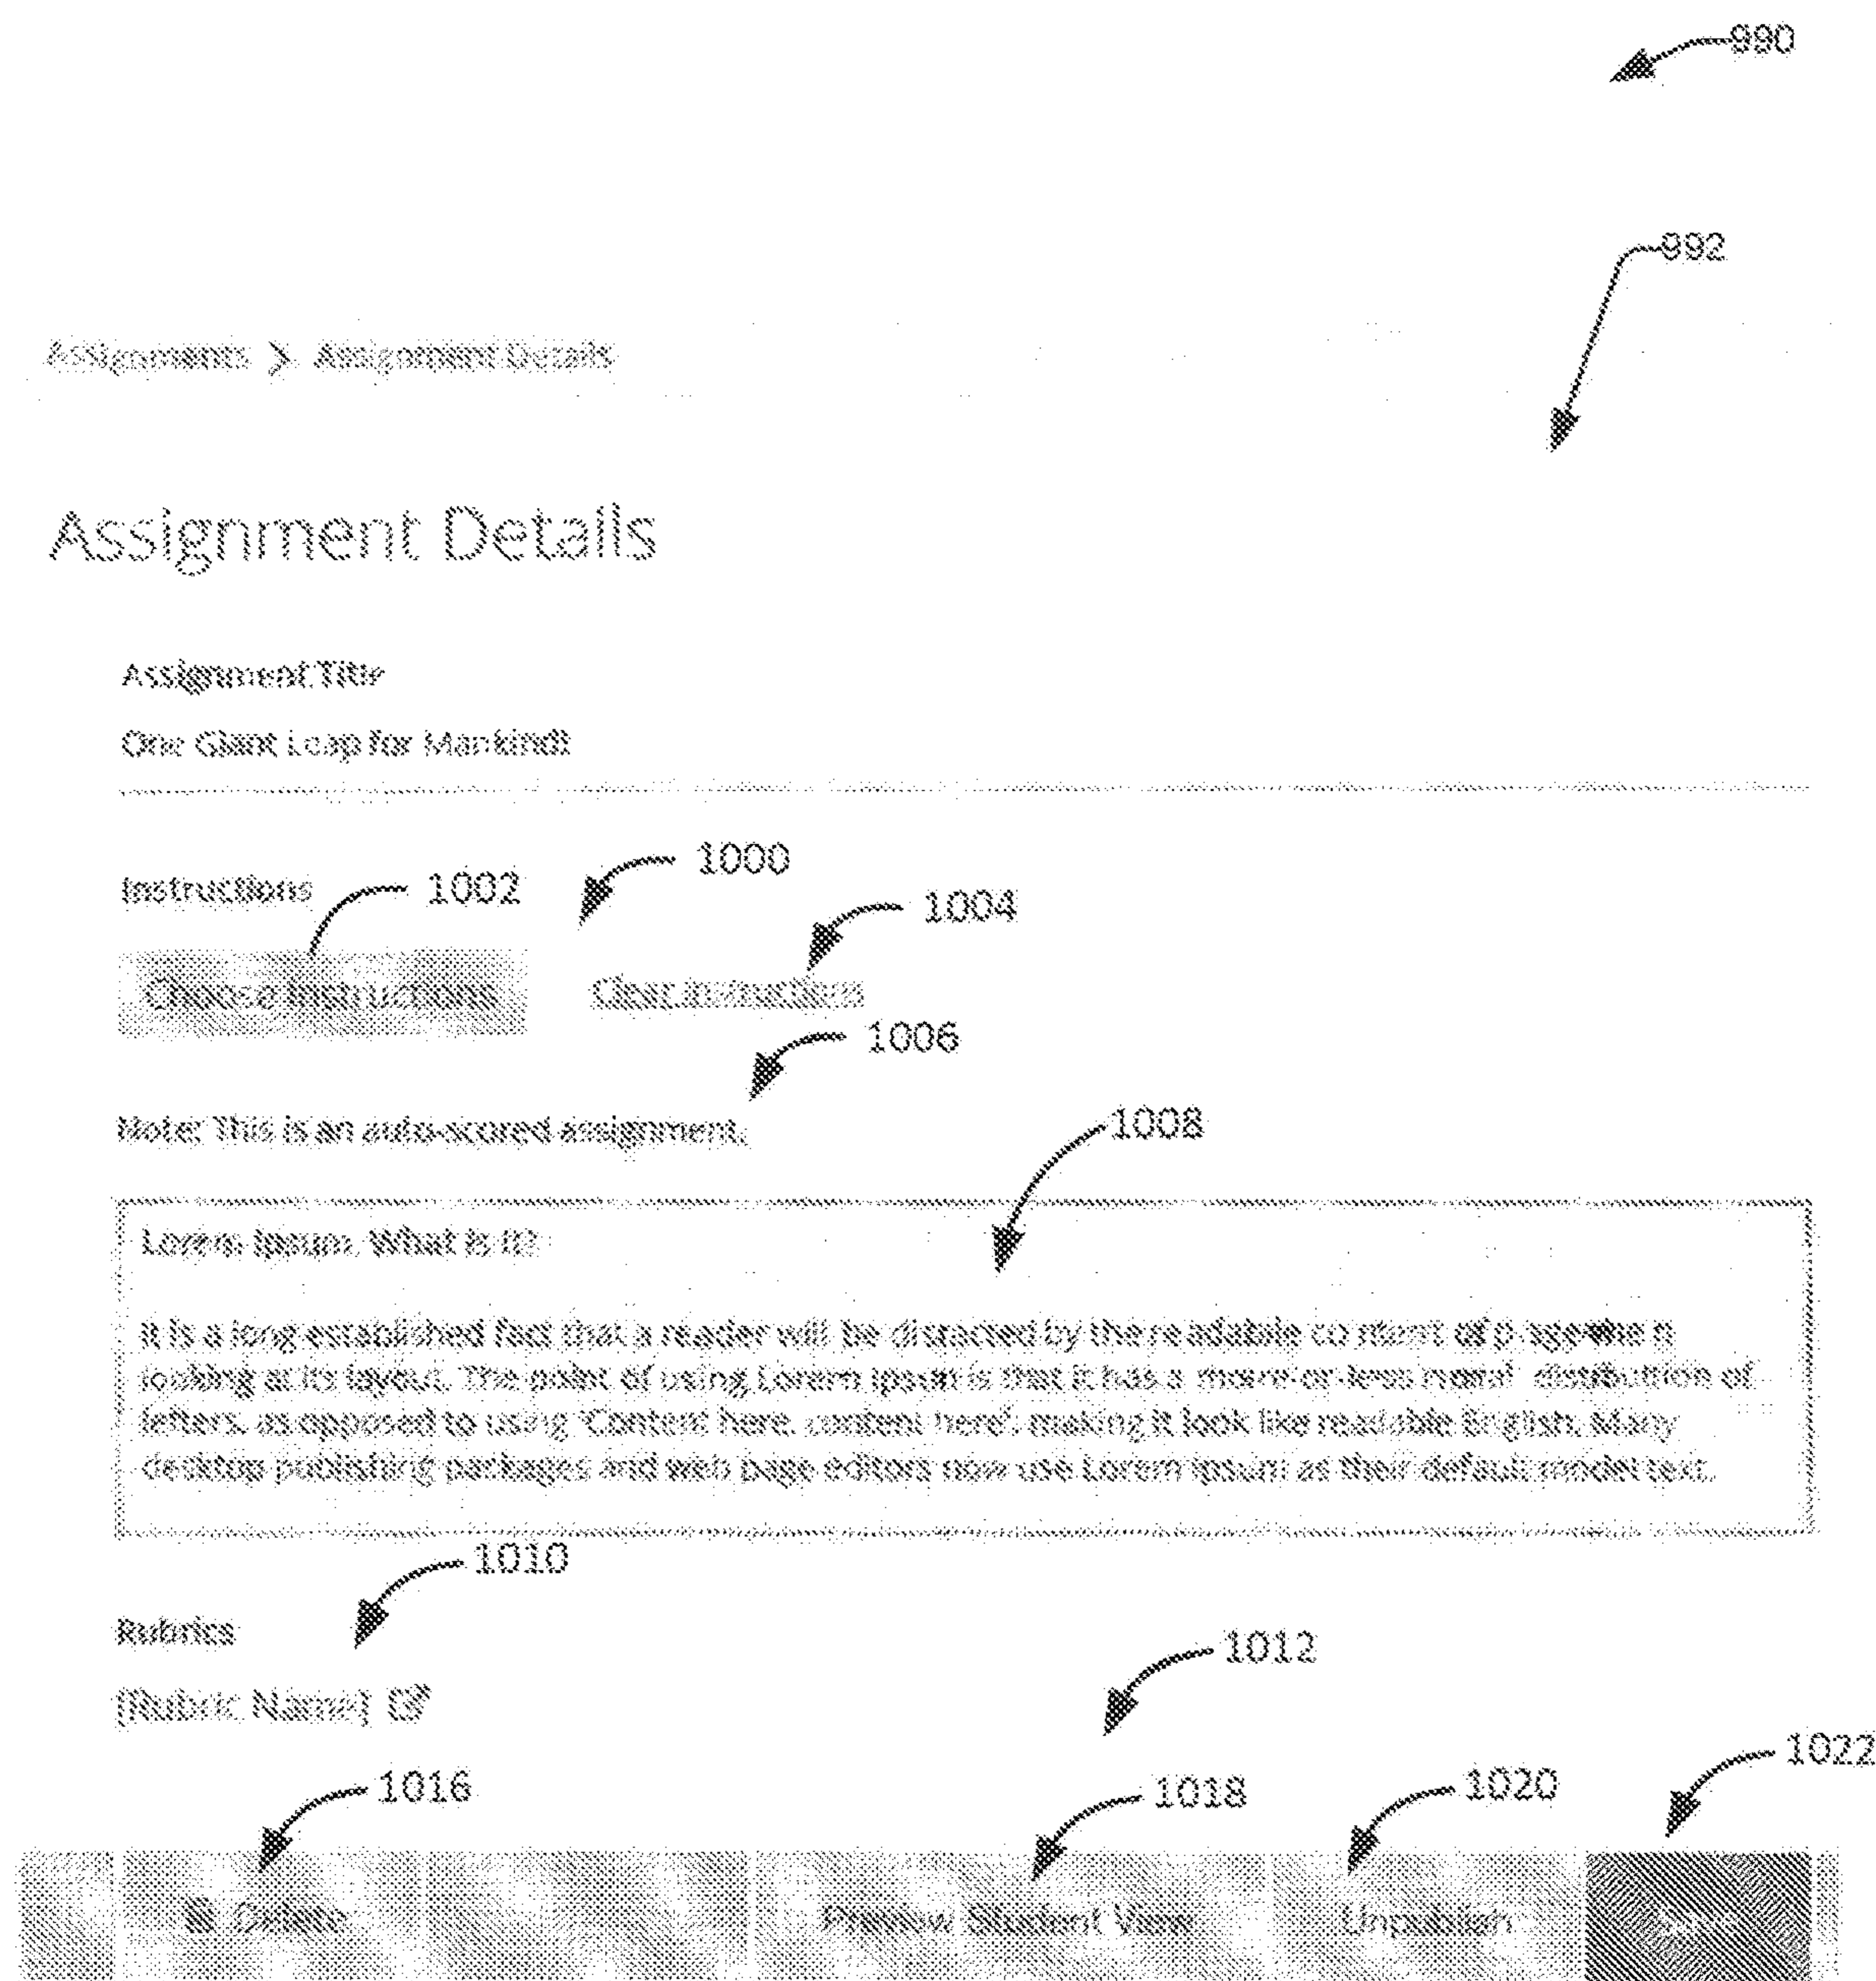 990
992
Assignments > Assignment Details
Assignment Details
Assignment Title
One Giant Leap for Mankind!
Instructions
1002
1000
1004
Choose Instructions
Clear Instructions
1006
Note: This is an auto-scored assignment.
1008
Lorem Ipsum. What is it?
It is a long established fact that a reader will be distracted by the readable co ntent of p age whe n
looking at its layout. The point of using Lorem Ipsum is that it has a more-or-less normal distribution of
letters, as opposed to using 'Content here, content here', making it look like readable English. Many
desktop publishing packages and web page editors now use Lorem Ipsum as their default model text.
1010
Rubrics
1012
[Rubric Name]
1022
1016
1018
1020
Delete
Preview Student View
Unpublish